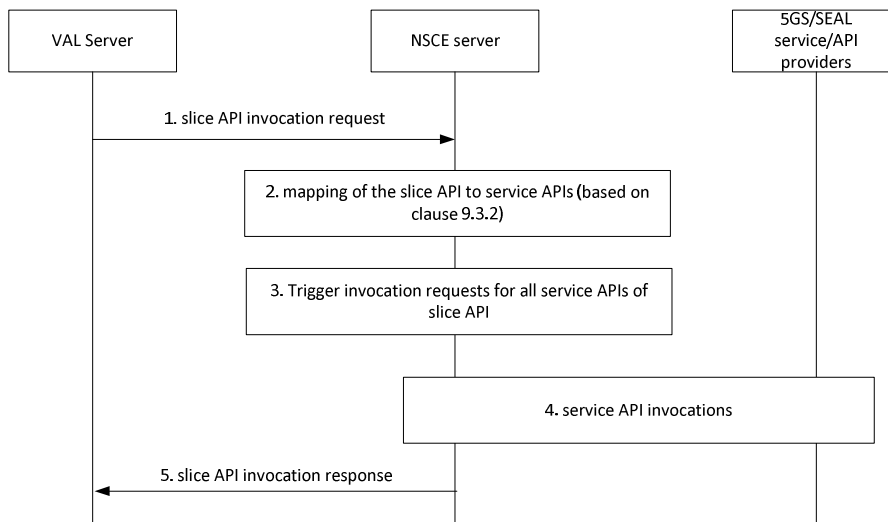 VAL Server
NSCE server
5GS/SEAL
service/API
providers
1. slice API invocation request
2. mapping of the slice API to service APIs (based on
clause 9.3.2)
3. Trigger invocation requests for all service APIs of
slice API
4. service API invocations
5. slice API invocation response